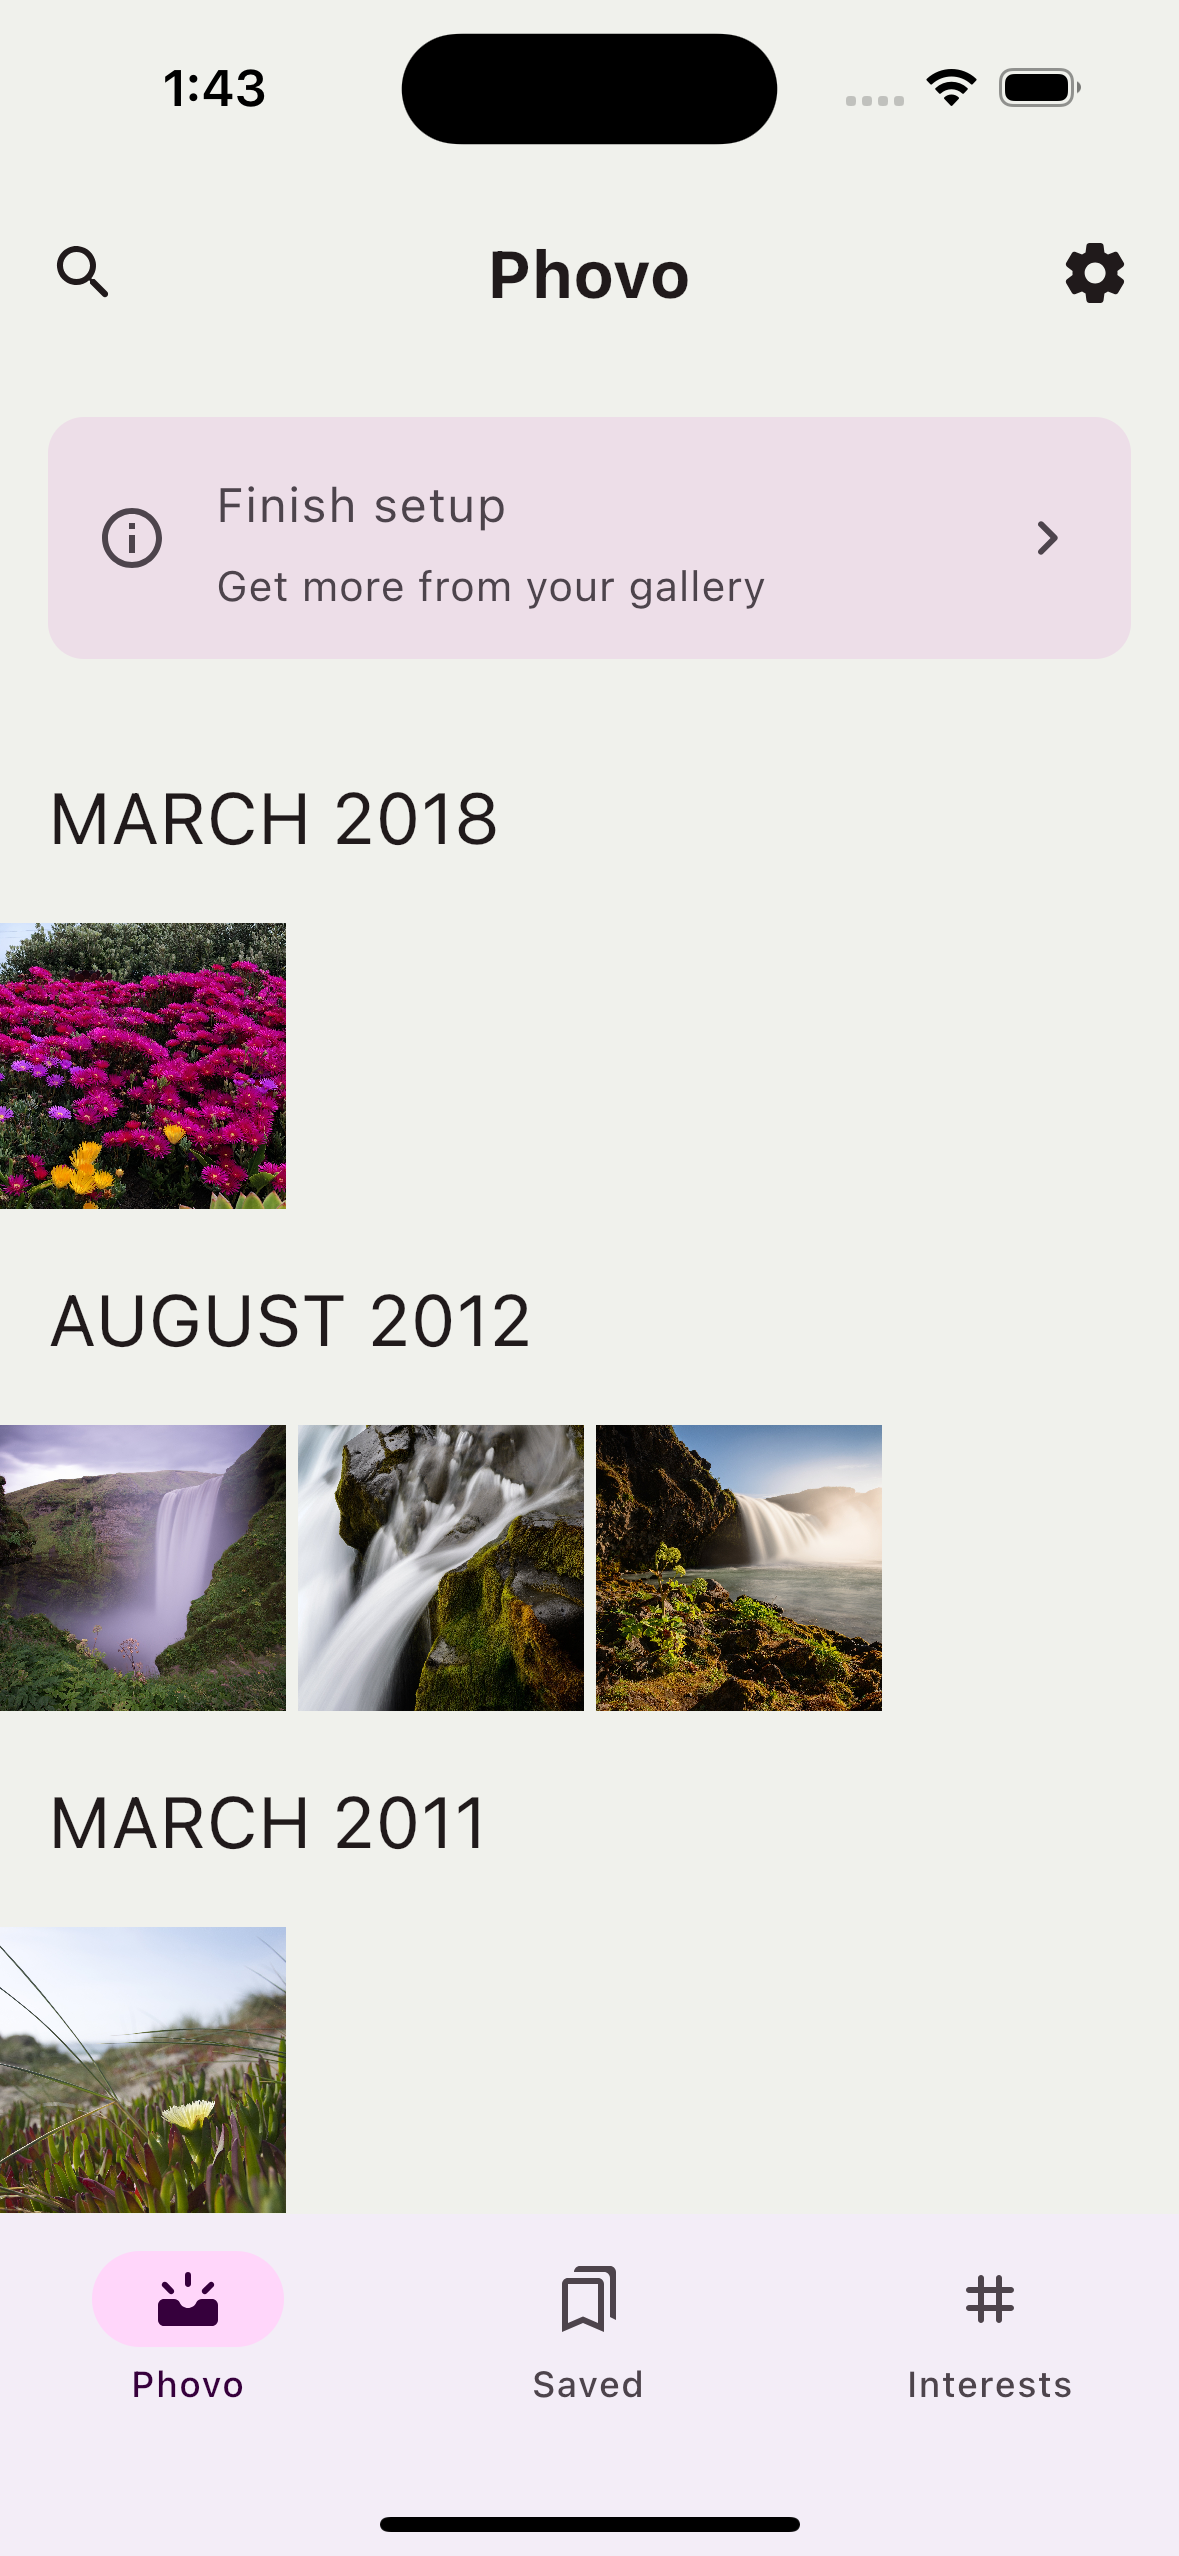 1:43
Phovo
Finish setup
Get more from your gallery
MARCH 2018
AUGUST 2012
MARCH 2011
Phovo
Saved
Interests